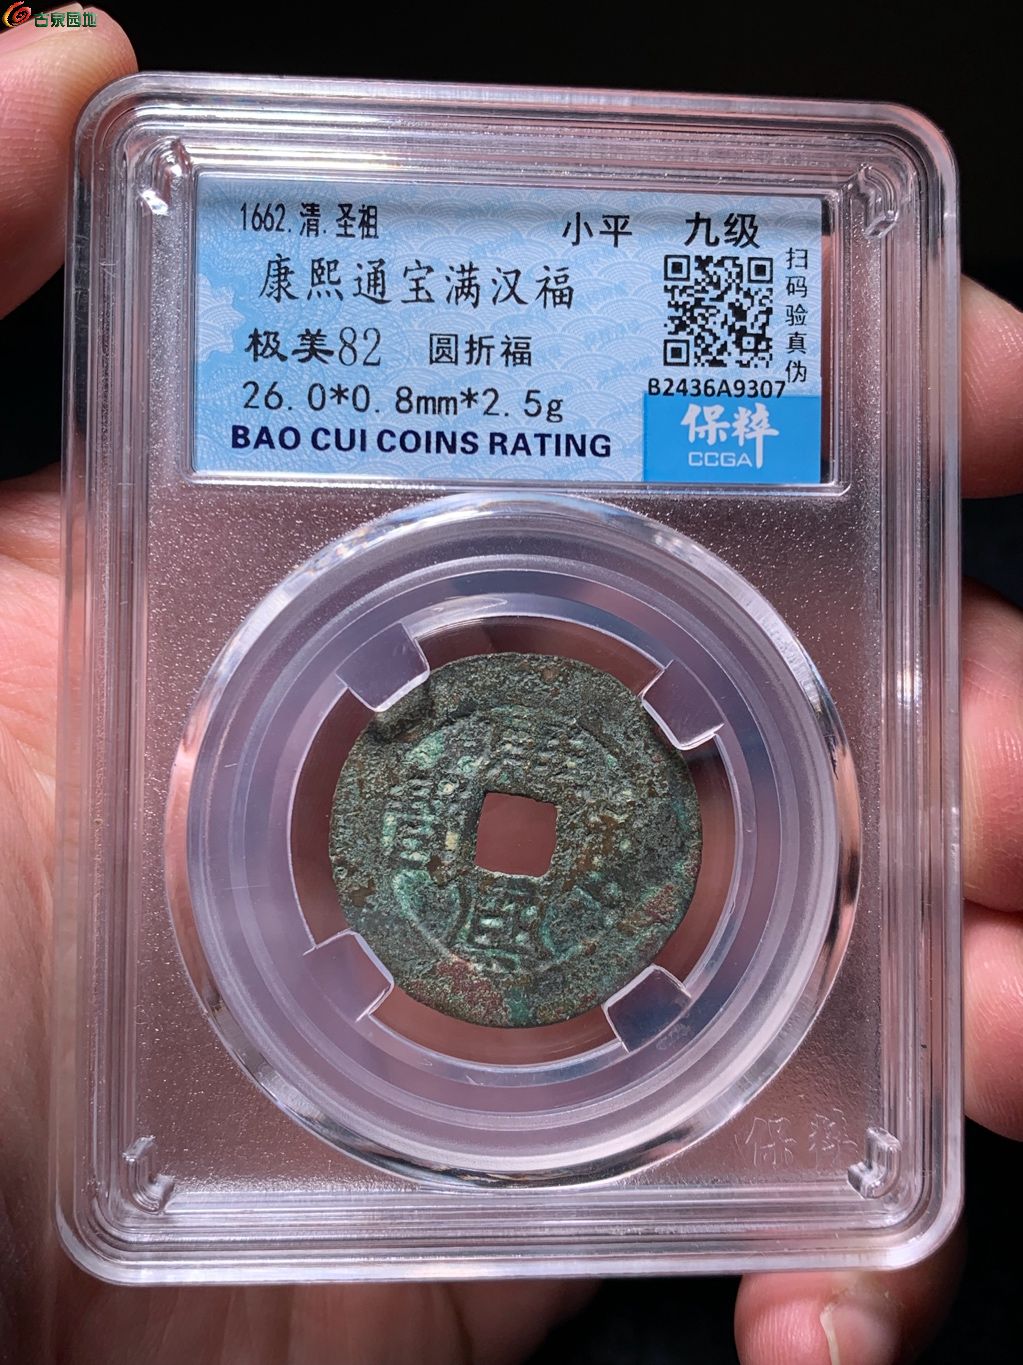 古泉园地
1662.清.圣祖 小平 九级
康熙通宝满汉福
极美82 圆折福
扫码验真伪
26.0*0.8mm*2.5g
B2436A9307
BAO CUI COINS RATING
保粹
CCGA
康熙
保粹